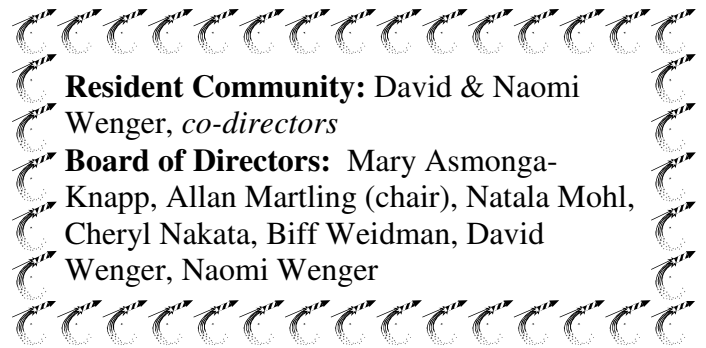 Resident Community: David & Naomi
Wenger, co-directors
Board of Directors:  Mary Asmonga-
Knapp, Allan Martling (chair), Natala Mohl,
Cheryl Nakata, Biff Weidman, David
Wenger, Naomi Wenger